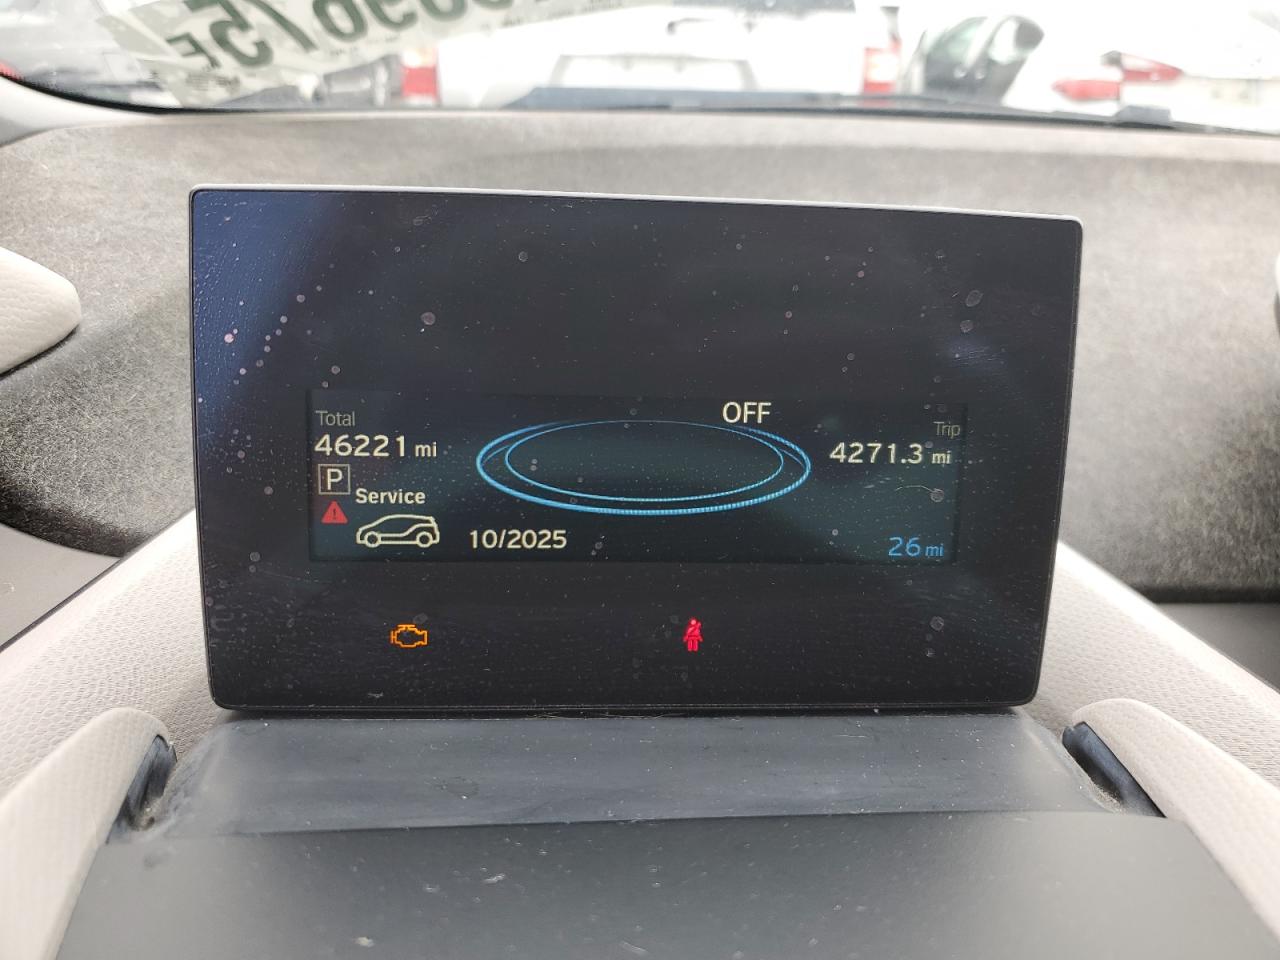 OFF
Total
46221 mi
Trip
4271.3 mi
P
Service
10/2025
26 mi